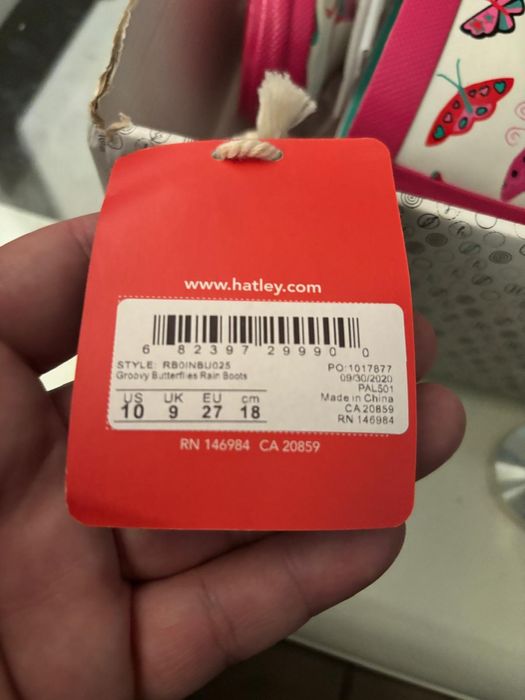 www.hatley.com
6 82397 29990 0
STYLE: RB0INBU025
Groovy Butterflies Rain Boots
PO:1017877
09/30/2020
PALS01
Made in China
CA 20859
RN 146984
US UK EU cm
10 9 27 18
RN 146984 CA 20859